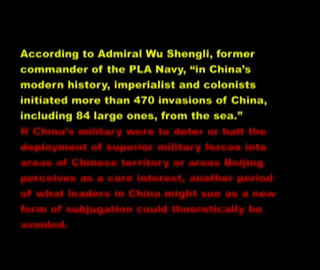 According to Admiral Wu Shengli, former
commander of the PLA Navy, “in China’s
modern history, imperialist and colonists
initiated more than 470 invasions of China,
including 84 large ones, from the sea.”
If China’s military were to deter or halt the
deployment of superior military forces into
areas of Chinese territory or areas Beijing
perceives as a core interest, another period
of what leaders in China might see as a new
form of subjugation could theoretically be
avoided.